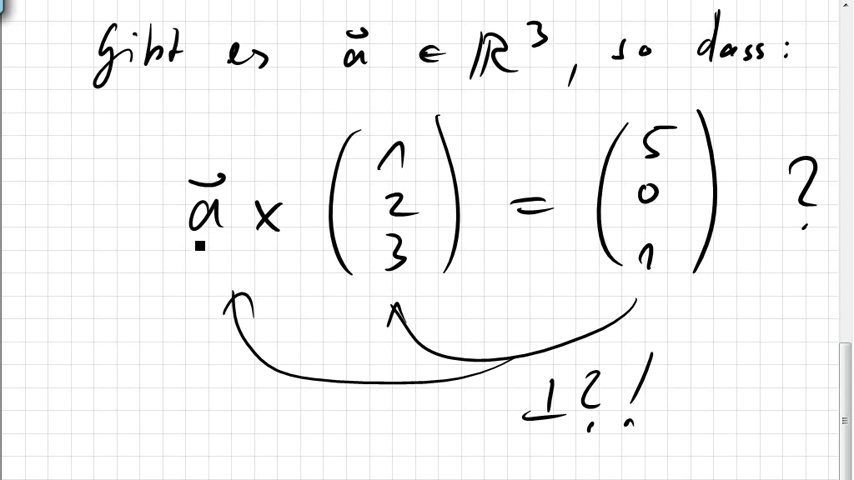 Gibt es a⃗ ∈ ℝ³, so dass:
a⃗ × (1 2 3) = (5 0 1) ?
⊥ ? !